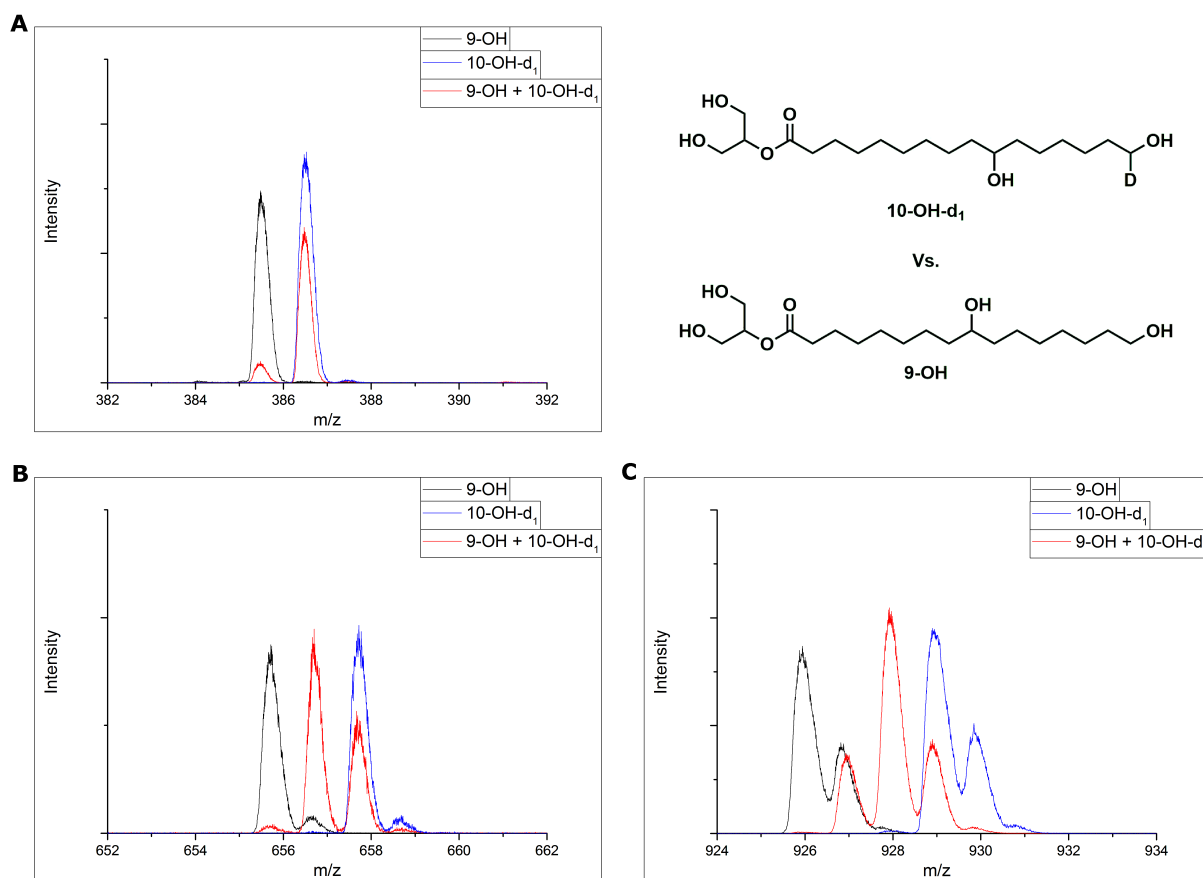 A
9-OH
10-OH-d1
9-OH + 10-OH-d1
Intensity
382 384 386 388 390 392
m/z
HO
HO
O
O
OH
OH
D
10-OH-d1
Vs.
HO
HO
O
O
OH
OH
9-OH
B
9-OH
10-OH-d1
9-OH + 10-OH-d1
Intensity
652 654 656 658 660 662
m/z
C
9-OH
10-OH-d1
9-OH + 10-OH-d
Intensity
924 926 928 930 932 934
m/z